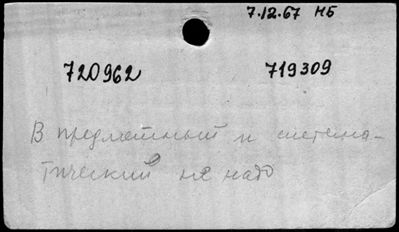 7.12.67 НБ
720962 719309
В предметный и система-
тический не надо